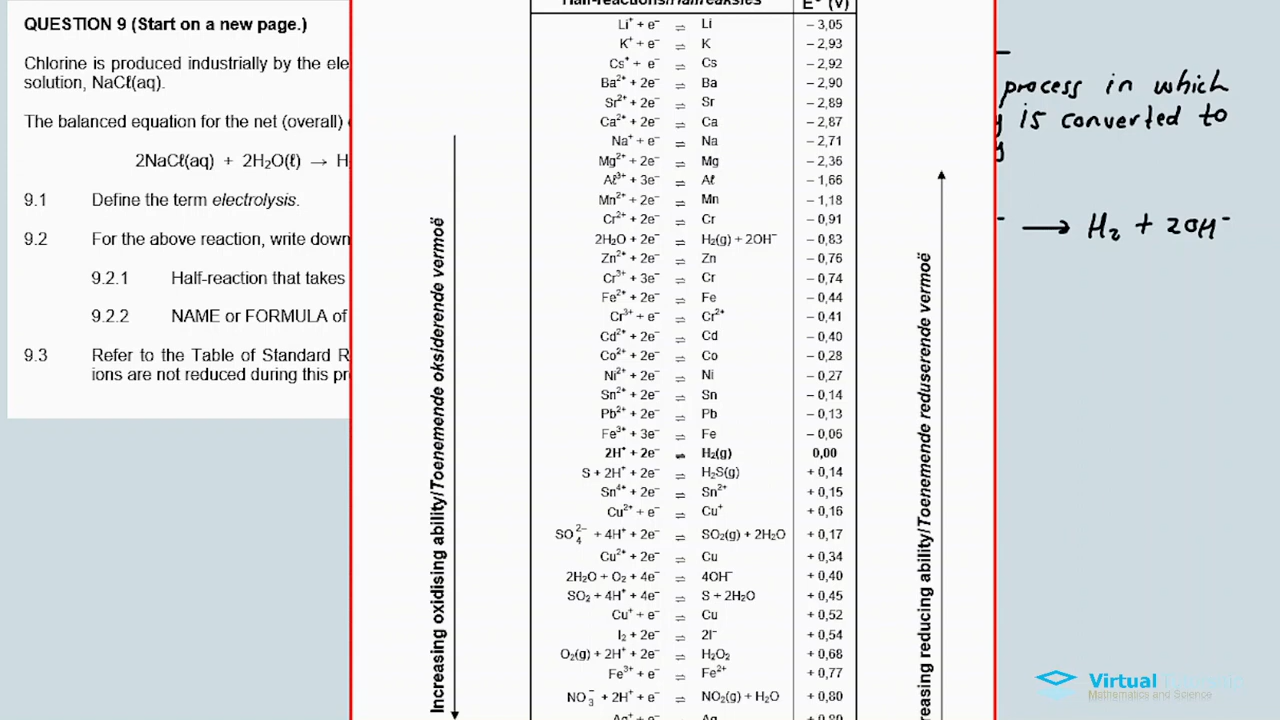 QUESTION 9 (Start on a new page.)
Chlorine is produced industrially by the ele
solution, NaCℓ(aq).
The balanced equation for the net (overall)
2NaCℓ(aq) + 2H₂O(ℓ) → H
9.1 Define the term electrolysis.
9.2 For the above reaction, write down
9.2.1 Half-reaction that takes
9.2.2 NAME or FORMULA of
9.3 Refer to the Table of Standard R
ions are not reduced during this pr
Half-reactions/Halfreaksies E° (V)
Li⁺ + e⁻ ⇌ Li − 3,05
K⁺ + e⁻ ⇌ K − 2,93
Cs⁺ + e⁻ ⇌ Cs − 2,92
Ba²⁺ + 2e⁻ ⇌ Ba − 2,90
Sr²⁺ + 2e⁻ ⇌ Sr − 2,89
Ca²⁺ + 2e⁻ ⇌ Ca − 2,87
Na⁺ + e⁻ ⇌ Na − 2,71
Mg²⁺ + 2e⁻ ⇌ Mg − 2,36
Aℓ³⁺ + 3e⁻ ⇌ Aℓ − 1,66
Mn²⁺ + 2e⁻ ⇌ Mn − 1,18
Cr²⁺ + 2e⁻ ⇌ Cr − 0,91
2H₂O + 2e⁻ ⇌ H₂(g) + 2OH⁻ − 0,83
Zn²⁺ + 2e⁻ ⇌ Zn − 0,76
Cr³⁺ + 3e⁻ ⇌ Cr − 0,74
Fe²⁺ + 2e⁻ ⇌ Fe − 0,44
Cr³⁺ + e⁻ ⇌ Cr²⁺ − 0,41
Cd²⁺ + 2e⁻ ⇌ Cd − 0,40
Co²⁺ + 2e⁻ ⇌ Co − 0,28
Ni²⁺ + 2e⁻ ⇌ Ni − 0,27
Sn²⁺ + 2e⁻ ⇌ Sn − 0,14
Pb²⁺ + 2e⁻ ⇌ Pb − 0,13
Fe³⁺ + 3e⁻ ⇌ Fe − 0,06
2H⁺ + 2e⁻ ⇌ H₂(g) 0,00
S + 2H⁺ + 2e⁻ ⇌ H₂S(g) + 0,14
Sn⁴⁺ + 2e⁻ ⇌ Sn²⁺ + 0,15
Cu²⁺ + e⁻ ⇌ Cu⁺ + 0,16
SO₄²⁻ + 4H⁺ + 2e⁻ ⇌ SO₂(g) + 2H₂O + 0,17
Cu²⁺ + 2e⁻ ⇌ Cu + 0,34
2H₂O + O₂ + 4e⁻ ⇌ 4OH⁻ + 0,40
SO₂ + 4H⁺ + 4e⁻ ⇌ S + 2H₂O + 0,45
Cu⁺ + e⁻ ⇌ Cu + 0,52
I₂ + 2e⁻ ⇌ 2I⁻ + 0,54
O₂(g) + 2H⁺ + 2e⁻ ⇌ H₂O₂ + 0,68
Fe³⁺ + e⁻ ⇌ Fe²⁺ + 0,77
NO₃⁻ + 2H⁺ + e⁻ ⇌ NO₂(g) + H₂O + 0,80
Ag⁺ + e⁻ ⇌ Ag + 0,80
Increasing oxidising ability/Toenemende oksiderende vermoë
reasing reducing ability/Toenemende reduserende vermoë
process in which
y is converted to
y
⁻ → H₂ + 2OH⁻
Virtual
Mathematics and Science